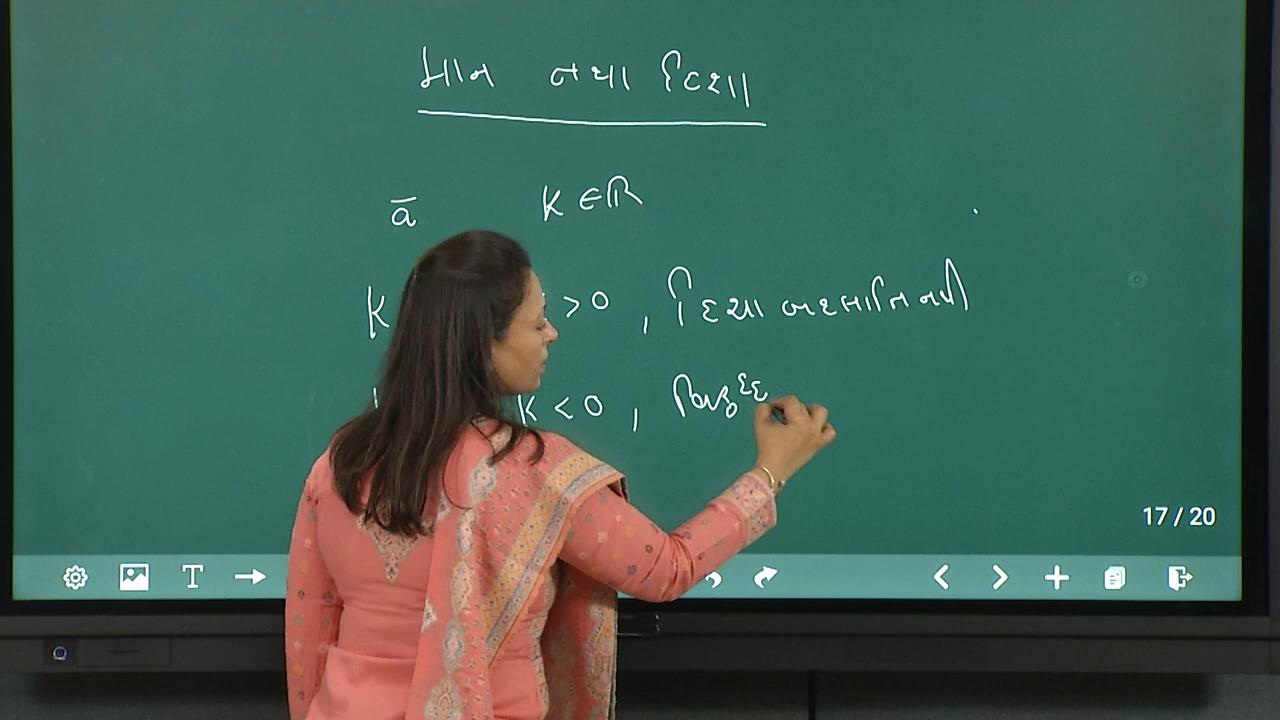 માન તથા દિશા
ā K ∈ ℝ
K > 0 , દિશા બદલાતિ નથી
K < 0 , વિરુદ્ધ
17 / 20
T